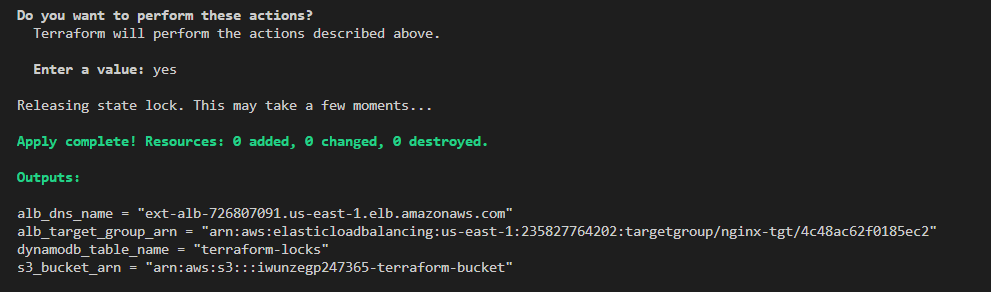 Do you want to perform these actions?
Terraform will perform the actions described above.
Enter a value: yes
Releasing state lock. This may take a few moments...
Apply complete! Resources: 0 added, 0 changed, 0 destroyed.
Outputs:
alb_dns_name = "ext-alb-726807091.us-east-1.elb.amazonaws.com"
alb_target_group_arn = "arn:aws:elasticloadbalancing:us-east-1:235827764202:targetgroup/nginx-tgt/4c48ac62f0185ec2"
dynamodb_table_name = "terraform-locks"
s3_bucket_arn = "arn:aws:s3:::iwunzegp247365-terraform-bucket"